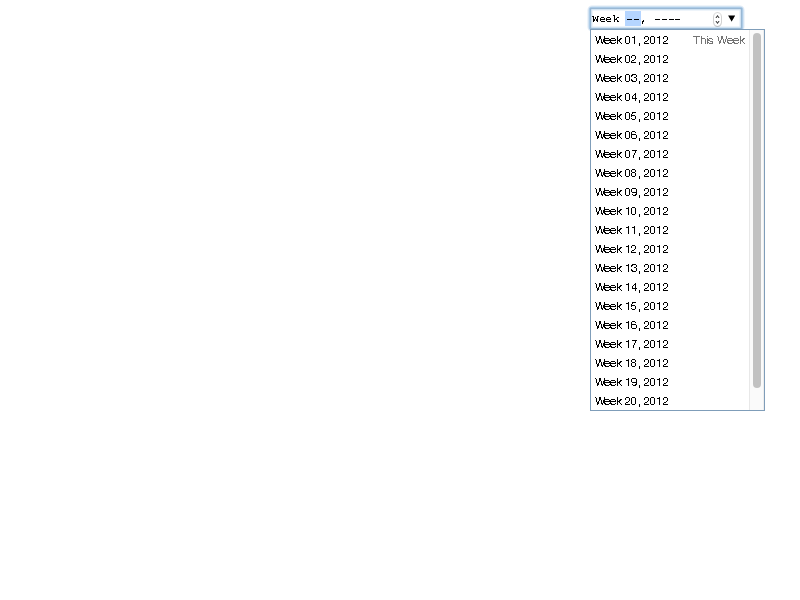 Week --, ----
Week 01, 2012 This Week
Week 02, 2012
Week 03, 2012
Week 04, 2012
Week 05, 2012
Week 06, 2012
Week 07, 2012
Week 08, 2012
Week 09, 2012
Week 10, 2012
Week 11, 2012
Week 12, 2012
Week 13, 2012
Week 14, 2012
Week 15, 2012
Week 16, 2012
Week 17, 2012
Week 18, 2012
Week 19, 2012
Week 20, 2012